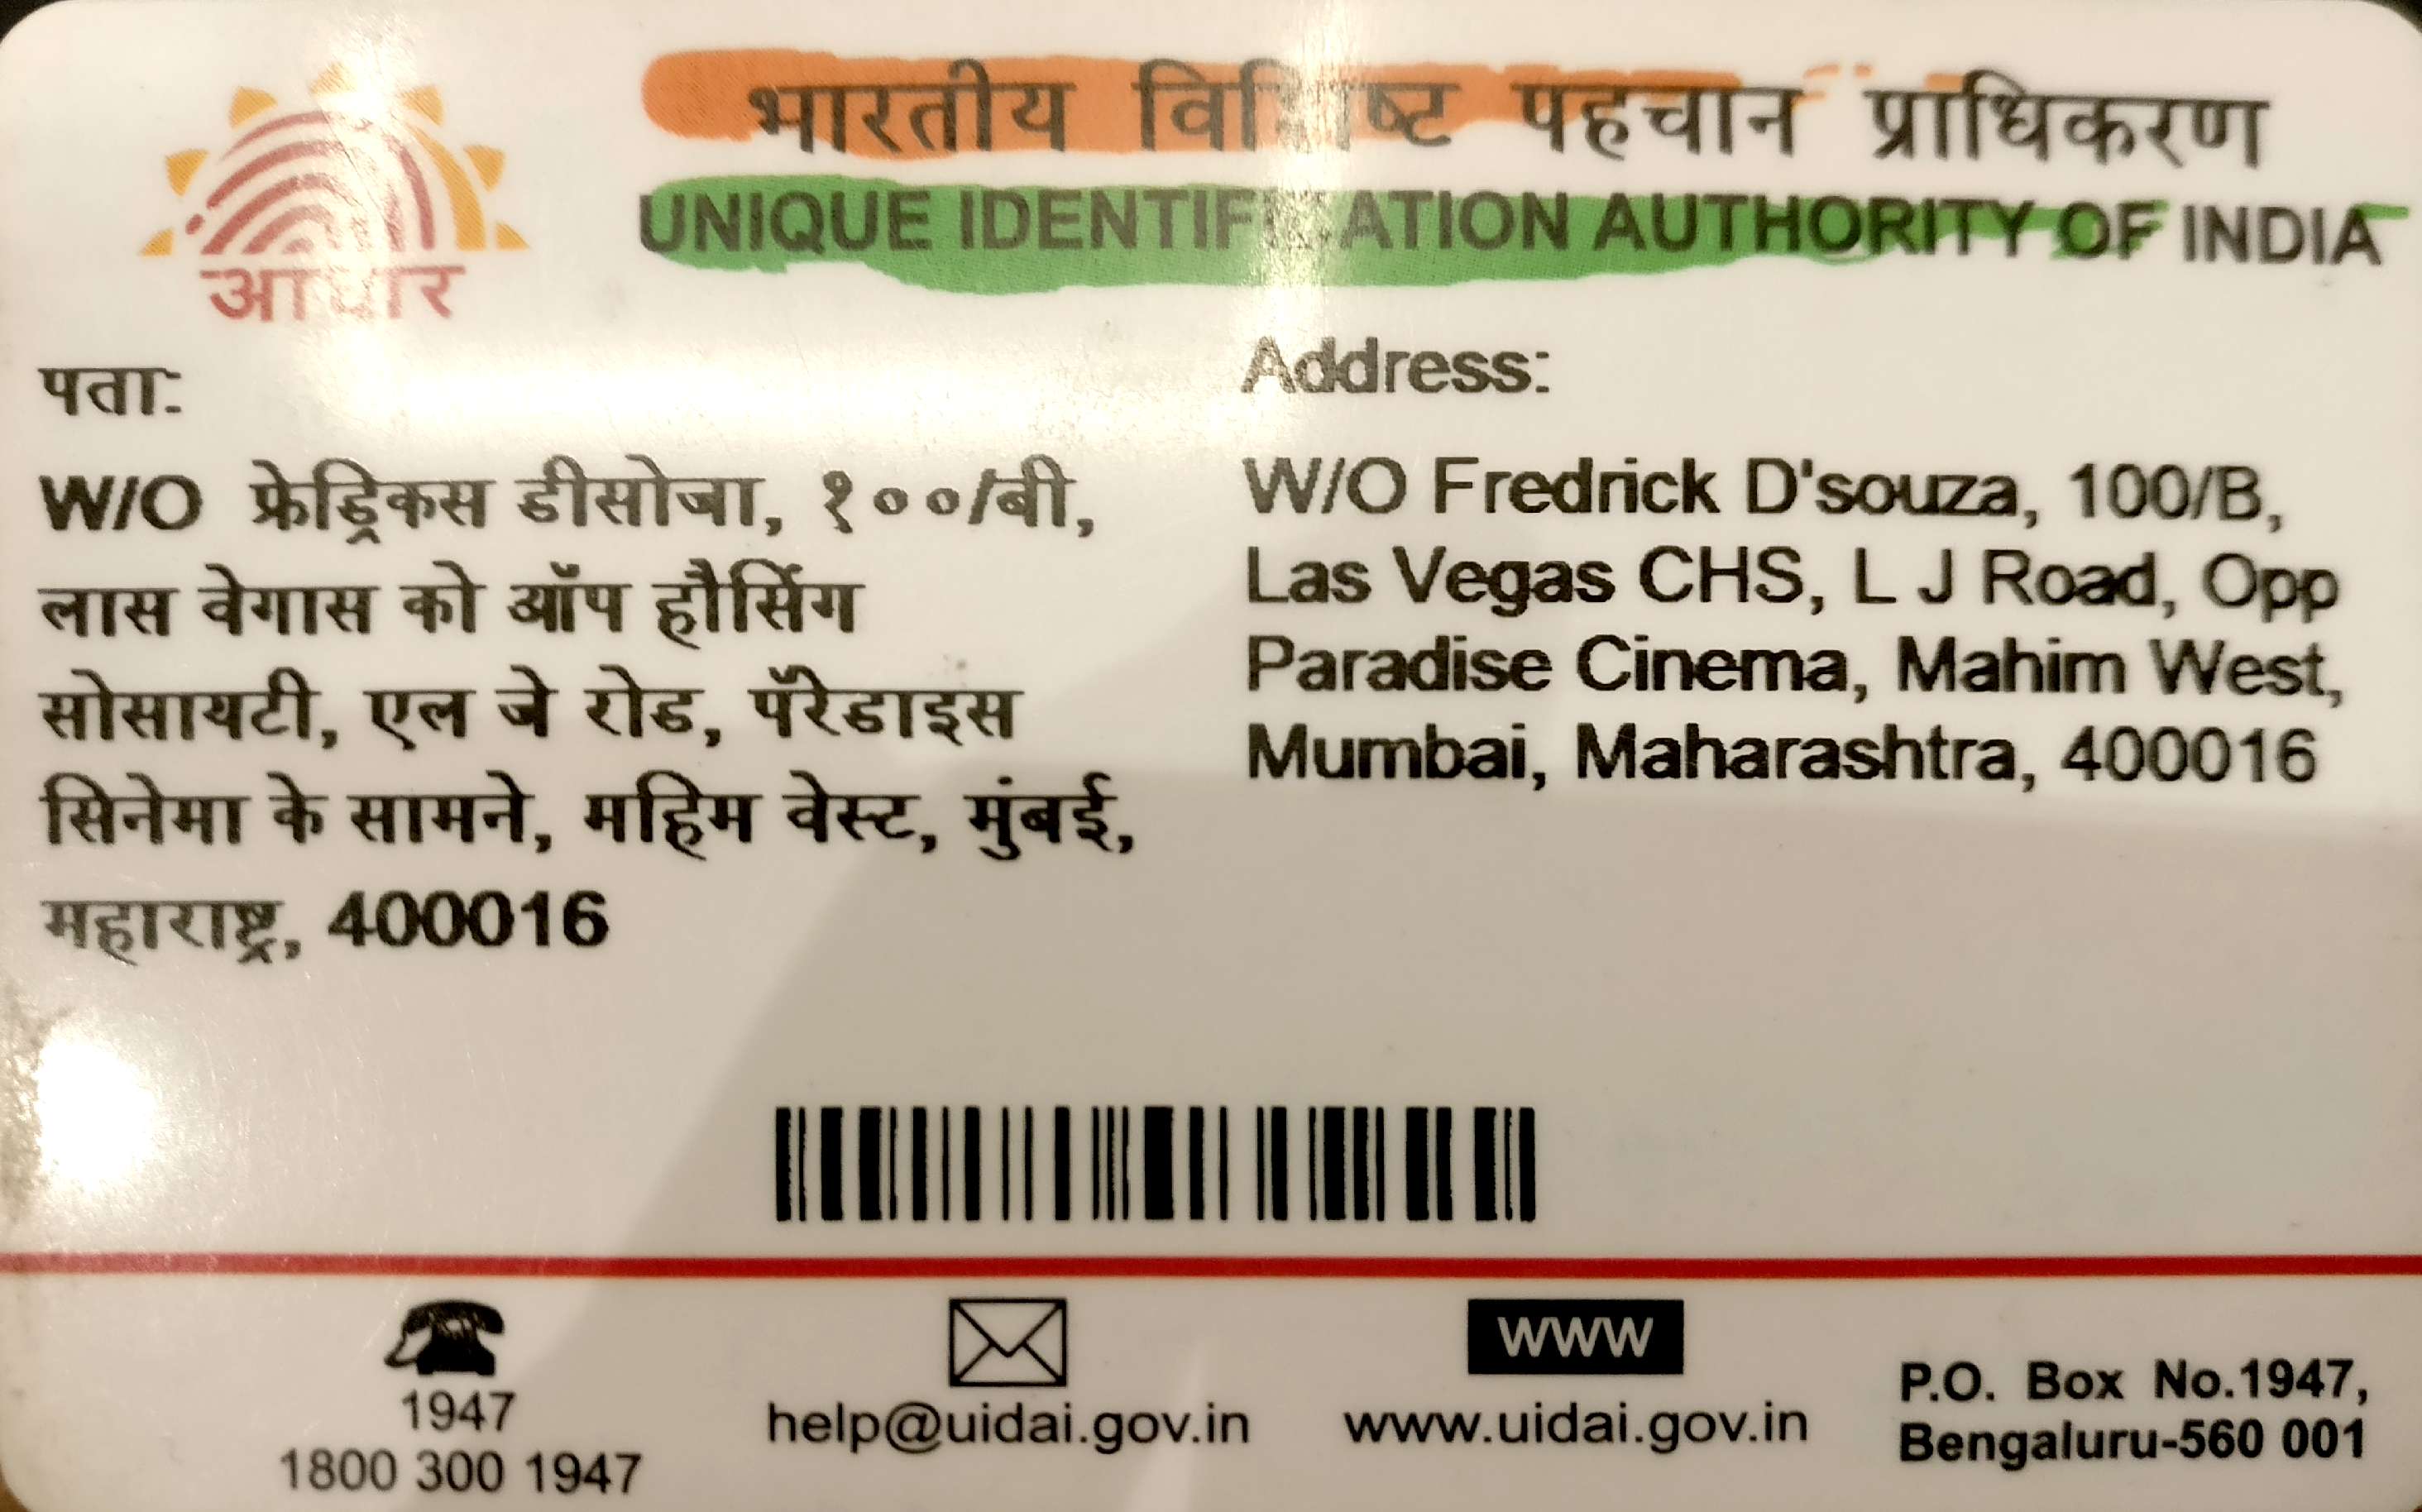 आधार
भारतीय विशिष्ट पहचान प्राधिकरण
UNIQUE IDENTIFICATION AUTHORITY OF INDIA
पता:
W/O फ्रेड्रिकस डीसोजा, १००/बी,
लास वेगास को ऑप हौसिंग
सोसायटी, एल जे रोड, पॅरेडाइस
सिनेमा के सामने, महिम वेस्ट, मुंबई,
महाराष्ट्र, 400016
Address:
W/O Fredrick D'souza, 100/B,
Las Vegas CHS, L J Road, Opp
Paradise Cinema, Mahim West,
Mumbai, Maharashtra, 400016
1947
1800 300 1947
help@uidai.gov.in
WWW
www.uidai.gov.in
P.O. Box No.1947,
Bengaluru-560 001